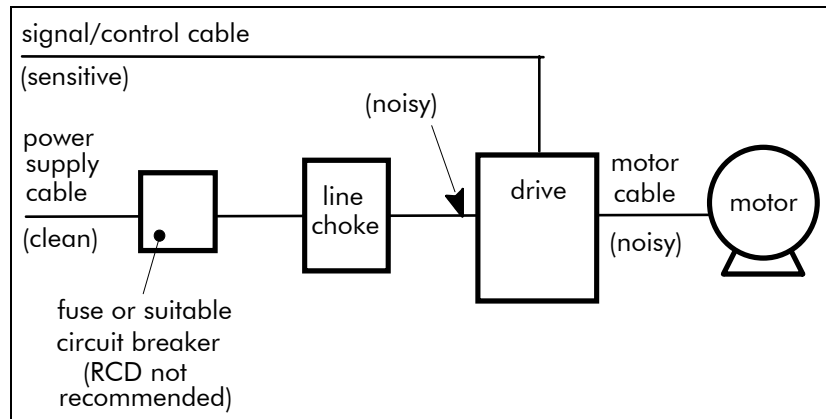 signal/control cable
(sensitive)
(noisy)
power
supply
cable
(clean)
line
choke
drive
motor
cable
(noisy)
motor
fuse or suitable
circuit breaker
(RCD not
recommended)